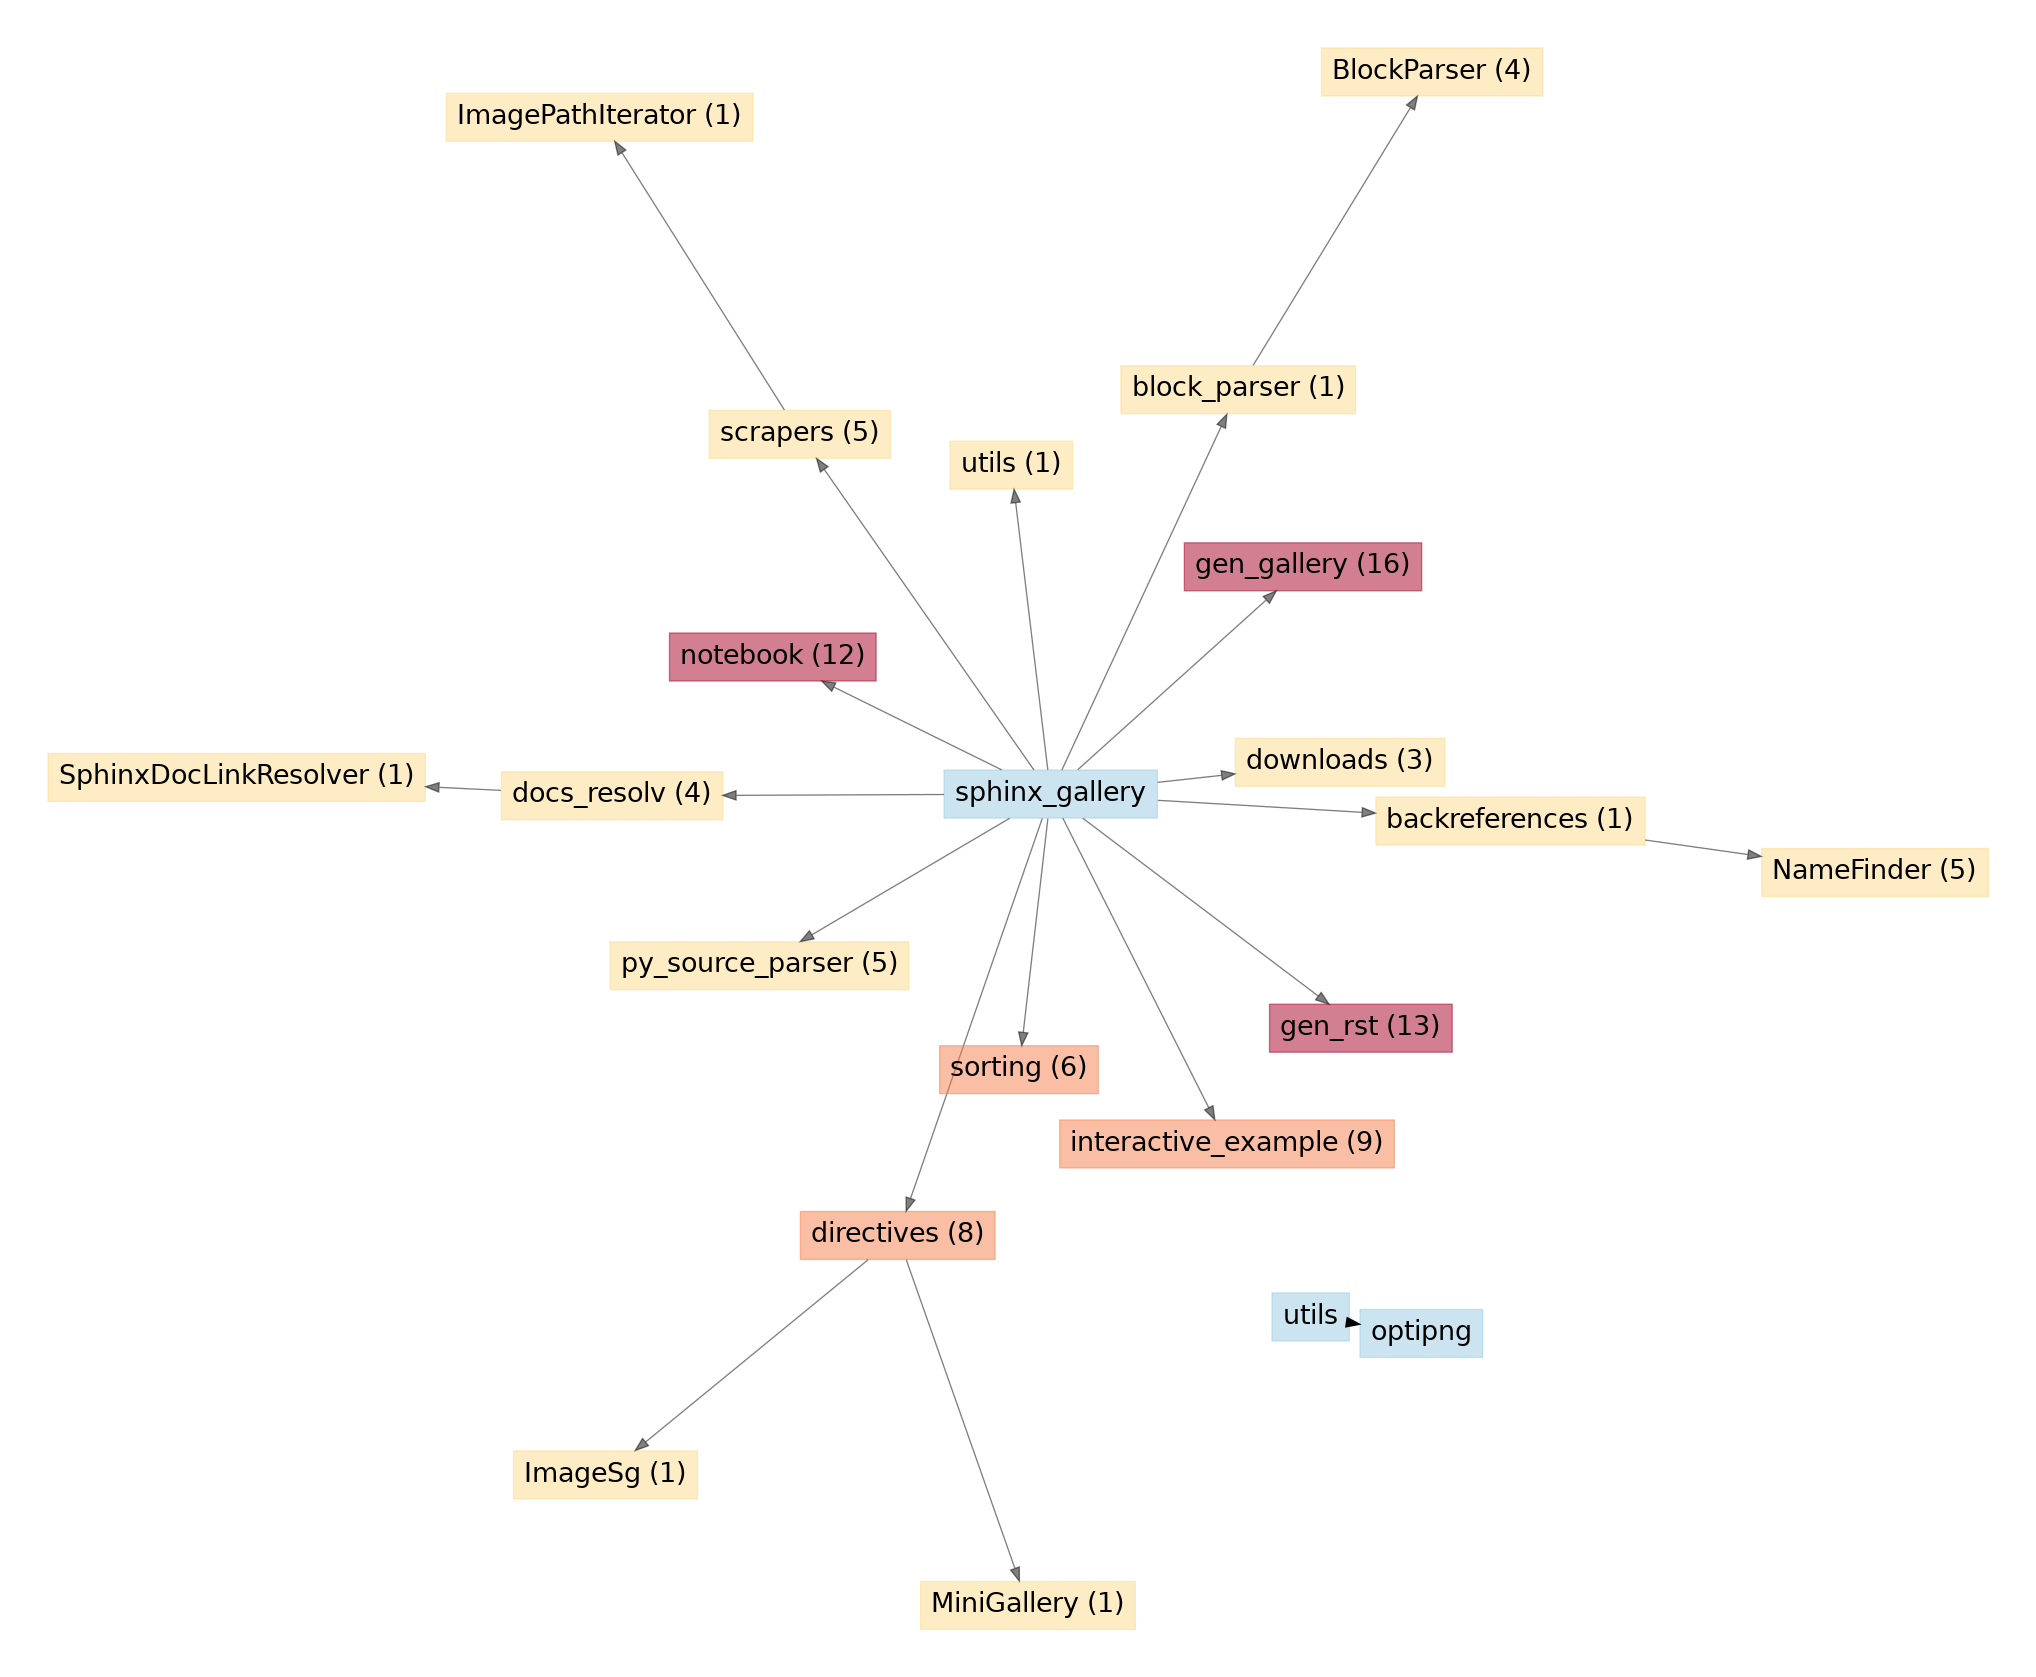 BlockParser (4)
ImagePathIterator (1)
block_parser (1)
scrapers (5)
utils (1)
gen_gallery (16)
notebook (12)
downloads (3)
SphinxDocLinkResolver (1)
docs_resolv (4)
sphinx_gallery
backreferences (1)
NameFinder (5)
py_source_parser (5)
gen_rst (13)
sorting (6)
interactive_example (9)
directives (8)
utils
optipng
ImageSg (1)
MiniGallery (1)